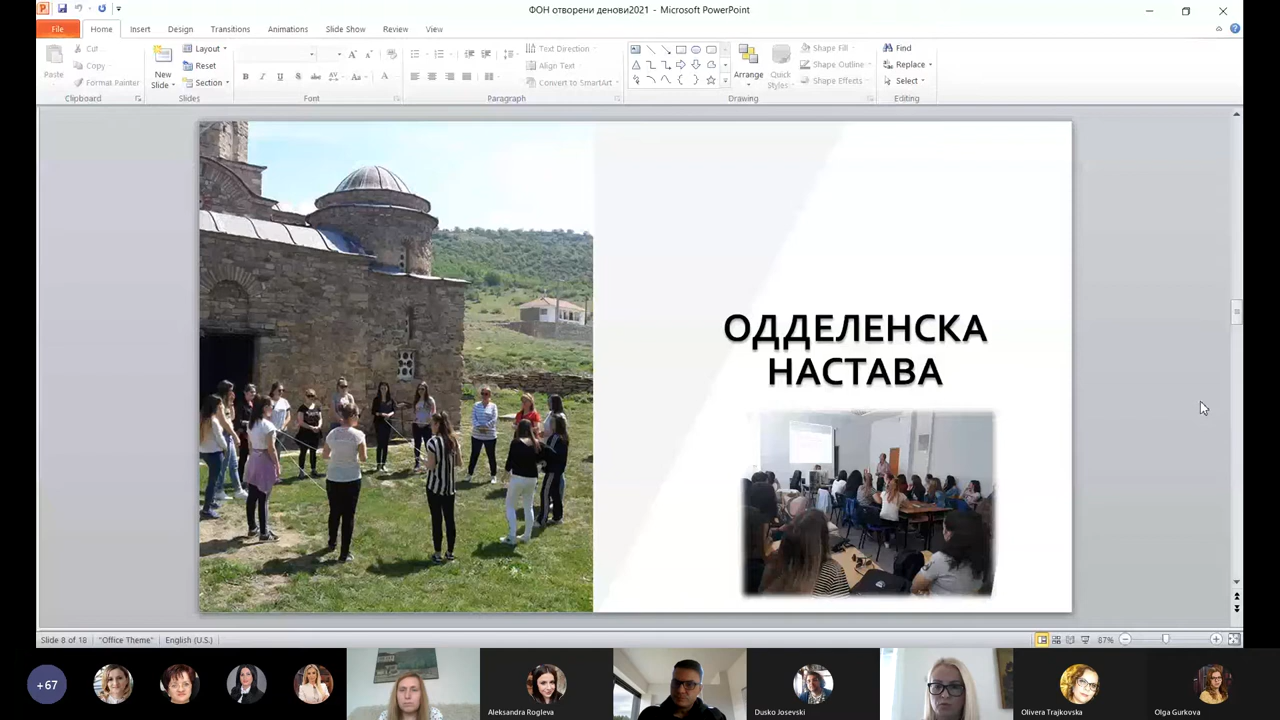 ФОН отворени денови2021 - Microsoft PowerPoint
File Home Insert Design Transitions Animations Slide Show Review View
Paste
Cut
Copy
Format Painter
Clipboard
New Slide
Layout
Reset
Section
Slides
Font
Text Direction
Align Text
Convert to SmartArt
Paragraph
Arrange
Quick Styles
Shape Fill
Shape Outline
Shape Effects
Drawing
Find
Replace
Select
Editing
ОДДЕЛЕНСКА
НАСТАВА
Slide 8 of 18 "Office Theme" English (U.S.) 87%
+67
Aleksandra Rogleva
Dusko Josevski
Olivera Trajkovska
Olga Gurkova